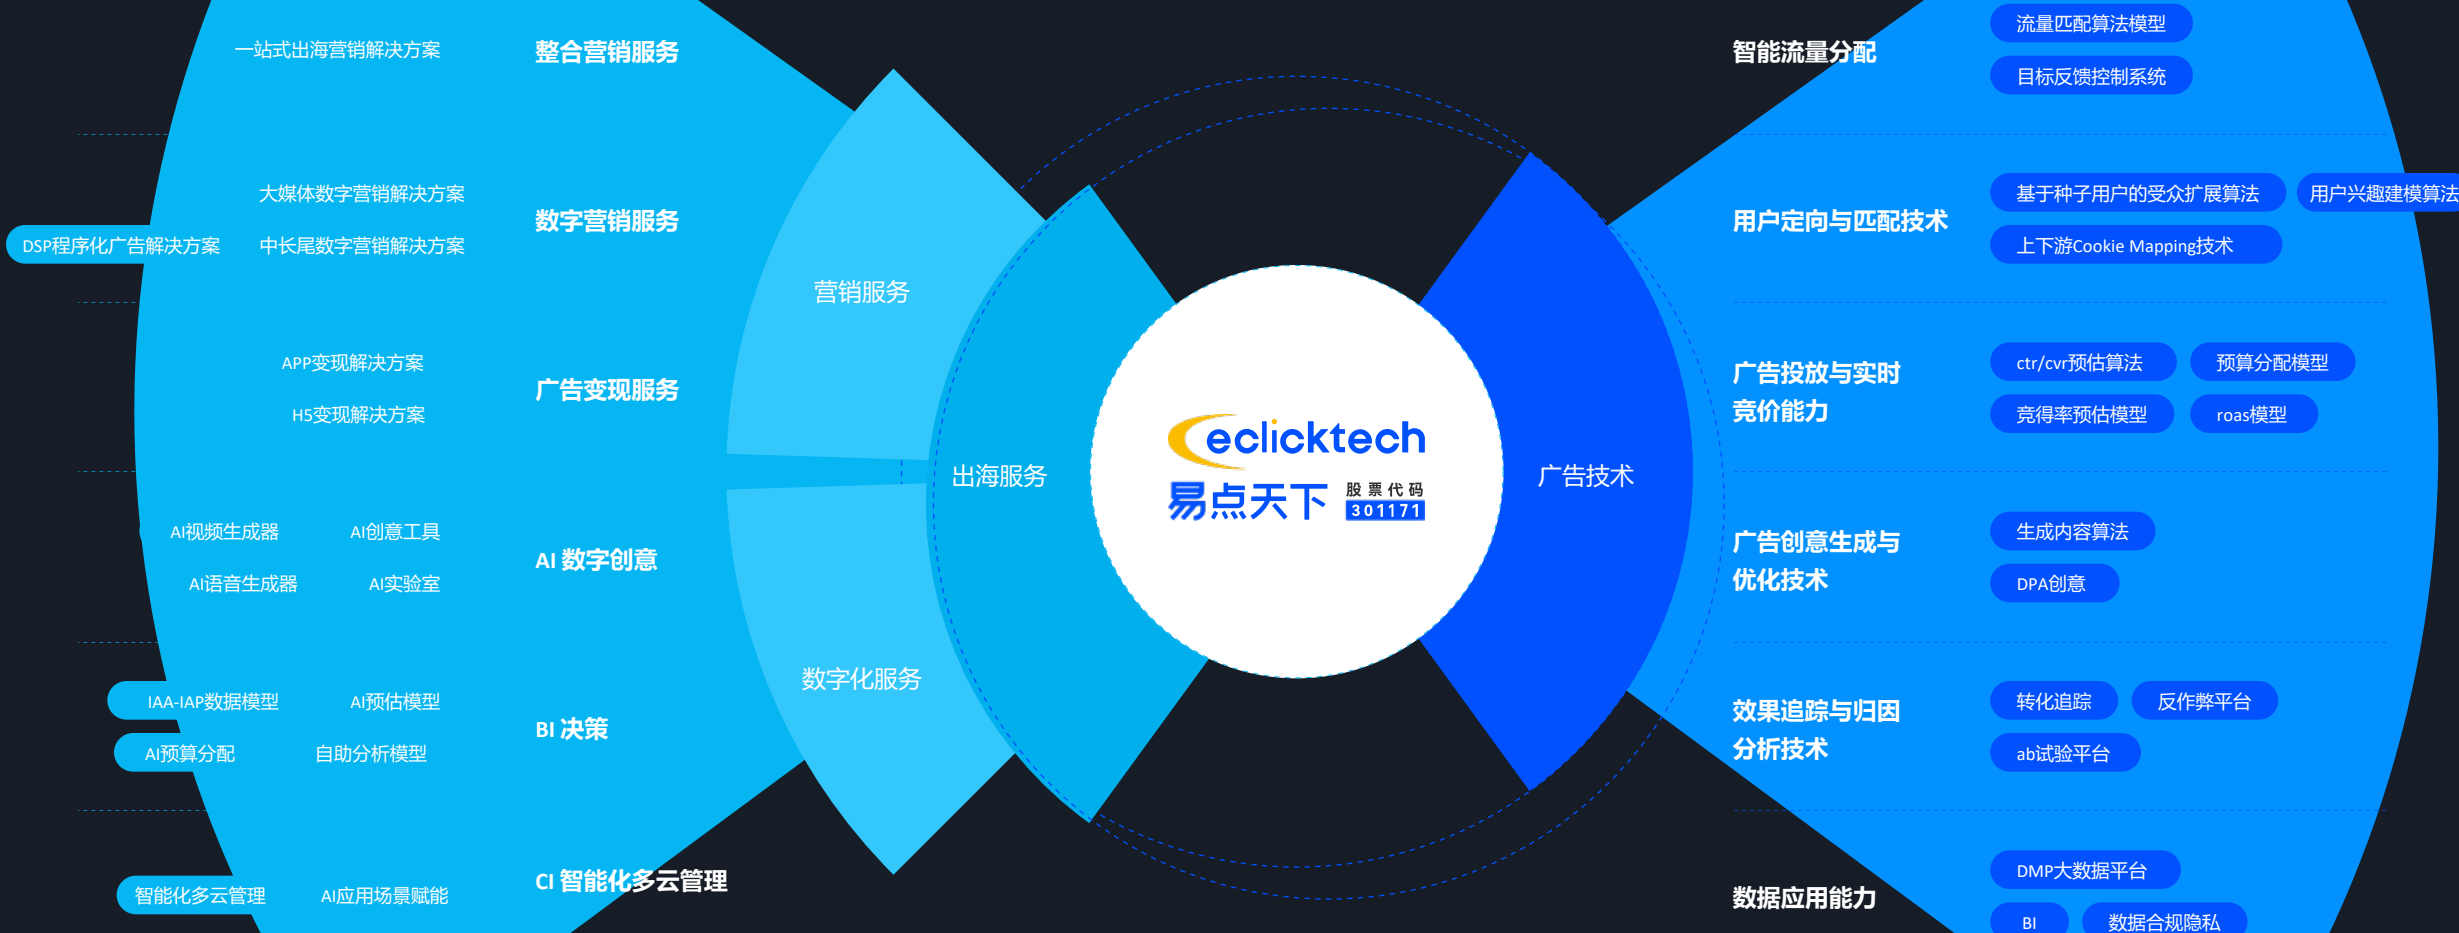 一站式出海营销解决方案
整合营销服务
大媒体数字营销解决方案
DSP程序化广告解决方案
中长尾数字营销解决方案
数字营销服务
APP变现解决方案
H5变现解决方案
广告变现服务
AI视频生成器
AI创意工具
AI语音生成器
AI实验室
AI 数字创意
IAA-IAP数据模型
AI预估模型
AI预算分配
自助分析模型
BI 决策
智能化多云管理
AI应用场景赋能
CI 智能化多云管理
营销服务
数字化服务
出海服务
eclicktech
易点天下
股票代码
301171
广告技术
智能流量分配
流量匹配算法模型
目标反馈控制系统
用户定向与匹配技术
基于种子用户的受众扩展算法
用户兴趣建模算法
上下游Cookie Mapping技术
广告投放与实时
竞价能力
ctr/cvr预估算法
预算分配模型
竞得率预估模型
roas模型
广告创意生成与
优化技术
生成内容算法
DPA创意
效果追踪与归因
分析技术
转化追踪
反作弊平台
ab试验平台
数据应用能力
DMP大数据平台
BI
数据合规隐私